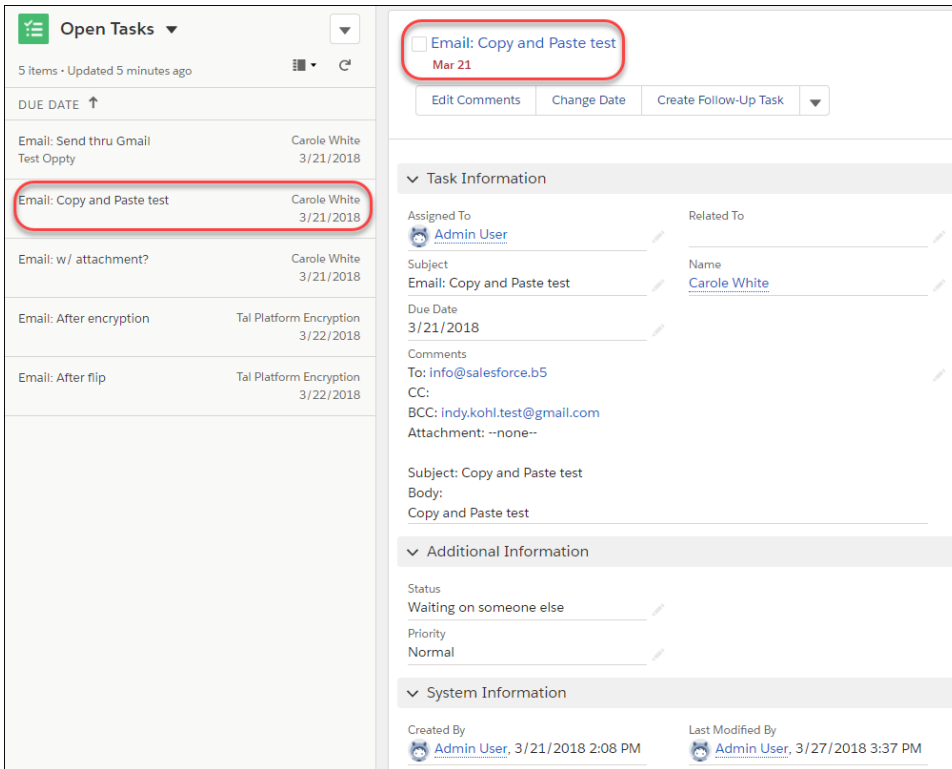 Open Tasks
5 items • Updated 5 minutes ago
DUE DATE
Email: Send thru Gmail Carole White
Test Oppty 3/21/2018
Email: Copy and Paste test Carole White
3/21/2018
Email: w/ attachment? Carole White
3/21/2018
Email: After encryption Tal Platform Encryption
3/22/2018
Email: After flip Tal Platform Encryption
3/22/2018
Email: Copy and Paste test
Mar 21
Edit Comments Change Date Create Follow-Up Task
Task Information
Assigned To Related To
Admin User
Subject Name
Email: Copy and Paste test Carole White
Due Date
3/21/2018
Comments
To: info@salesforce.b5
CC:
BCC: indy.kohl.test@gmail.com
Attachment: --none--
Subject: Copy and Paste test
Body:
Copy and Paste test
Additional Information
Status
Waiting on someone else
Priority
Normal
System Information
Created By Last Modified By
Admin User, 3/21/2018 2:08 PM Admin User, 3/27/2018 3:37 PM